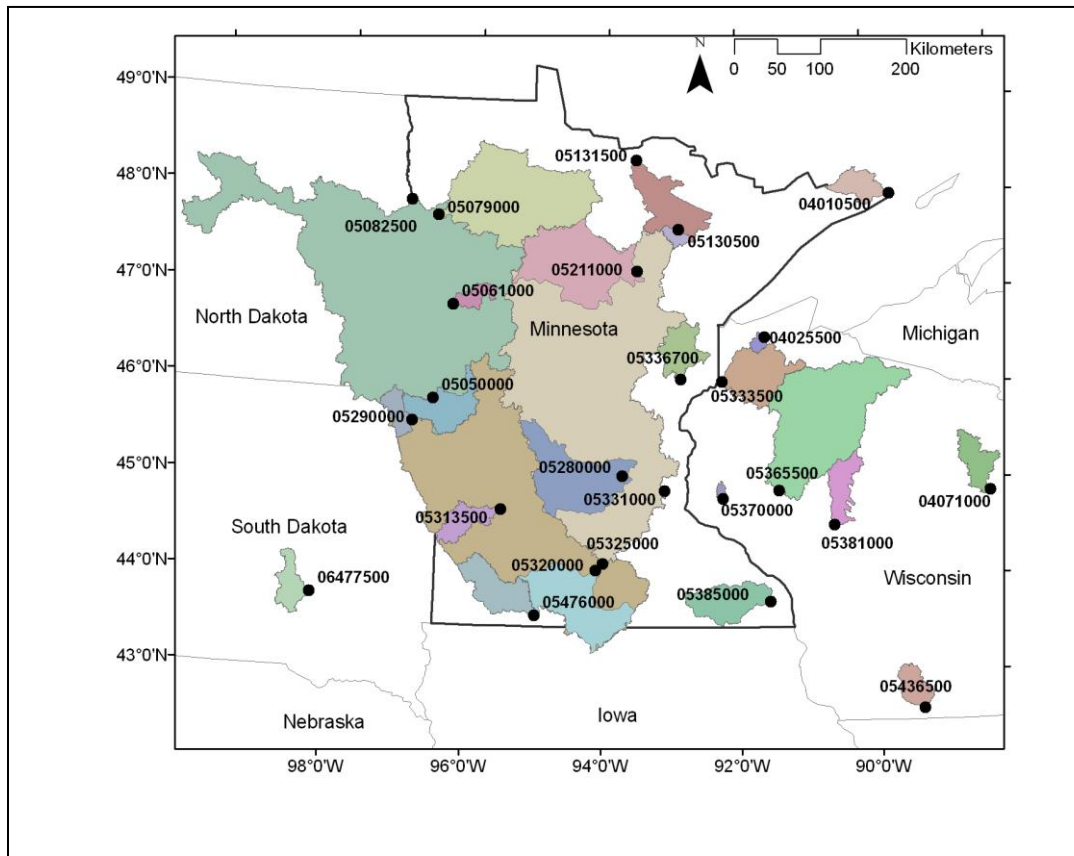 N
Kilometers
0 50 100 200
49°0'N
48°0'N
47°0'N
46°0'N
45°0'N
44°0'N
43°0'N
05131500
04010500
05079000
05082500
05130500
05211000
05061000
North Dakota
Minnesota
04025500
Michigan
05336700
05333500
05050000
05290000
05280000
05331000
05365500
05370000
04071000
05313500
05381000
South Dakota
05325000
05320000
Wisconsin
06477500
05476000
05385000
05436500
Nebraska
Iowa
98°0'W 96°0'W 94°0'W 92°0'W 90°0'W